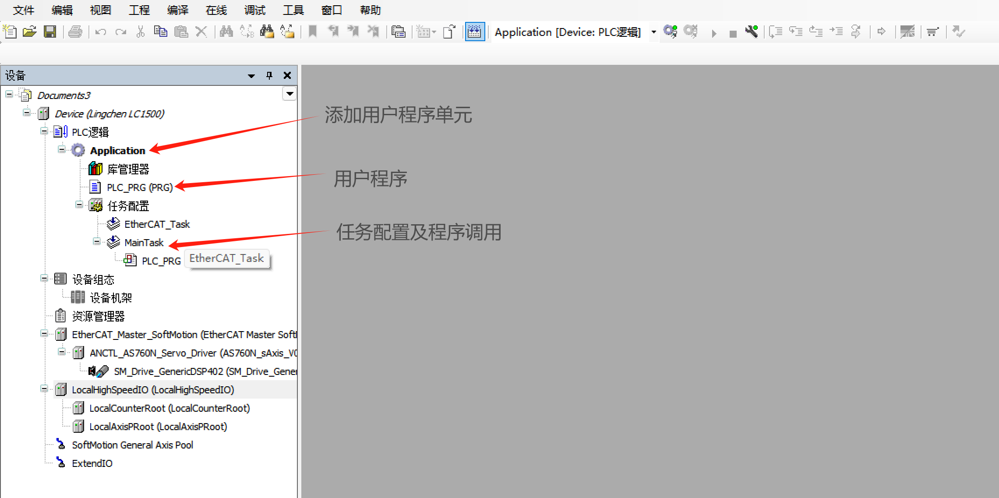 文件 编辑 视图 工程 编译 在线 调试 工具 窗口 帮助
Application [Device: PLC逻辑]
设备
Documents3
Device (Lingchen LC1500)
添加用户程序单元
PLC逻辑
Application
库管理器
用户程序
PLC_PRG (PRG)
任务配置
EtherCAT_Task
任务配置及程序调用
MainTask
PLC_PRG
EtherCAT_Task
设备组态
设备机架
资源管理器
EtherCAT_Master_SoftMotion (EtherCAT Master Soft
ANCTL_AS760N_Servo_Driver (AS760N_sAxis_V0
SM_Drive_GenericDSP402 (SM_Drive_Gene
LocalHighSpeedIO (LocalHighSpeedIO)
LocalCounterRoot (LocalCounterRoot)
LocalAxisPRoot (LocalAxisPRoot)
SoftMotion General Axis Pool
ExtendIO